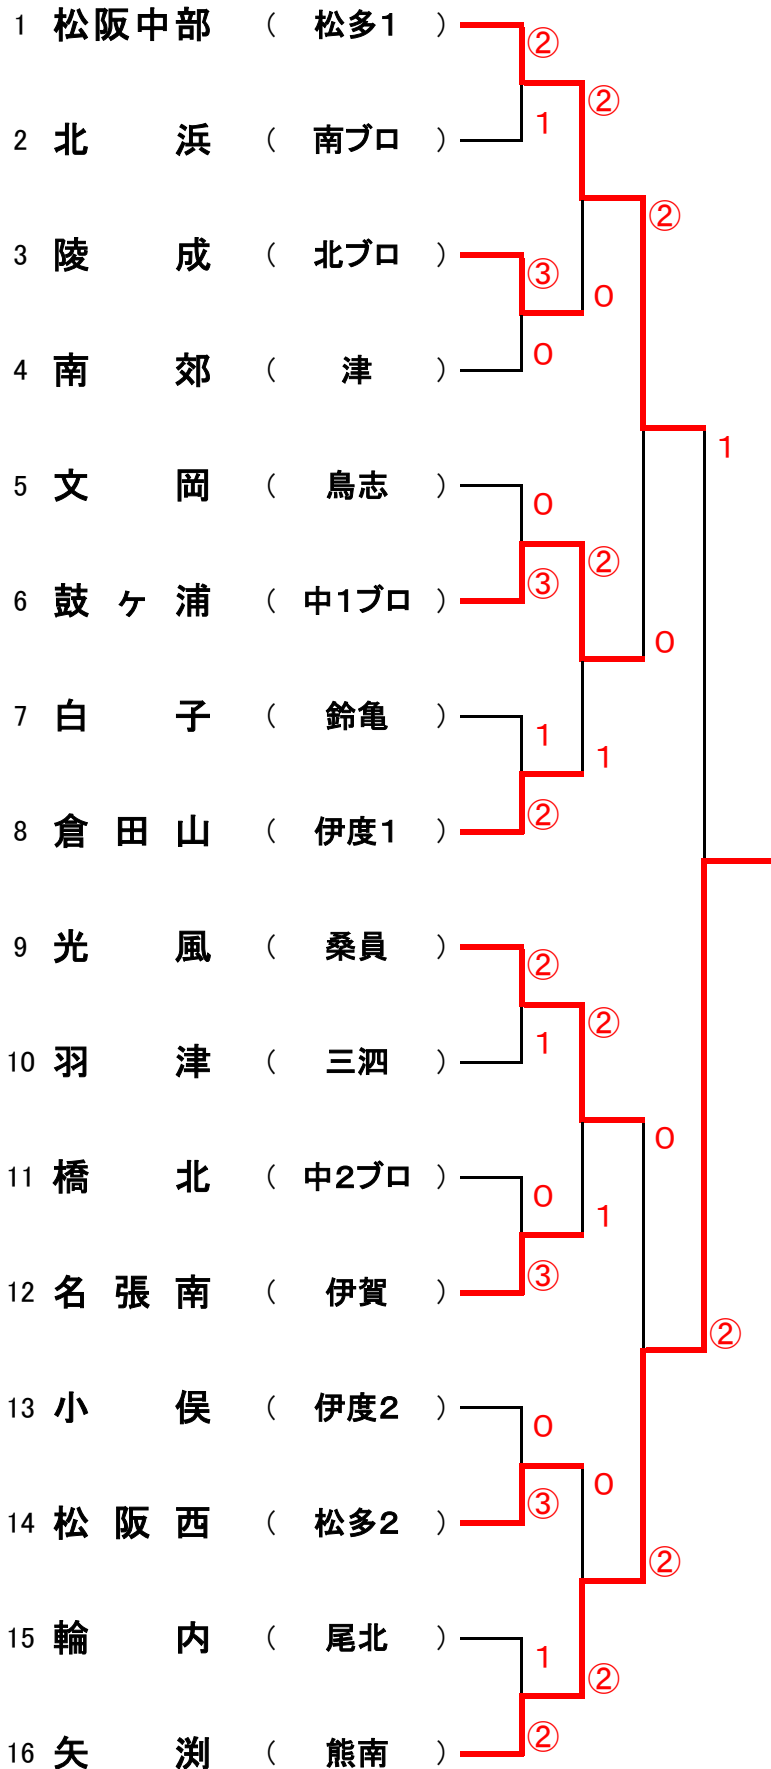 1 松阪中部 ( 松多1 ) ②
②
1
2 北浜 ( 南ブロ )
②
3 陵成 ( 北ブロ ) ③
0
0
4 南郊 ( 津 )
1
5 文岡 ( 鳥志 ) 0
②
6 鼓ヶ浦 ( 中1ブロ ) ③
0
7 白子 ( 鈴亀 ) 1
1
8 倉田山 ( 伊度1 ) ②
9 光風 ( 桑員 ) ②
②
1
10 羽津 ( 三泗 )
0
11 橋北 ( 中2ブロ ) 0
1
12 名張南 ( 伊賀 ) ③
②
13 小俣 ( 伊度2 ) 0
0
14 松阪西 ( 松多2 ) ③
②
15 輪内 ( 尾北 ) 1
②
16 矢渕 ( 熊南 ) ②